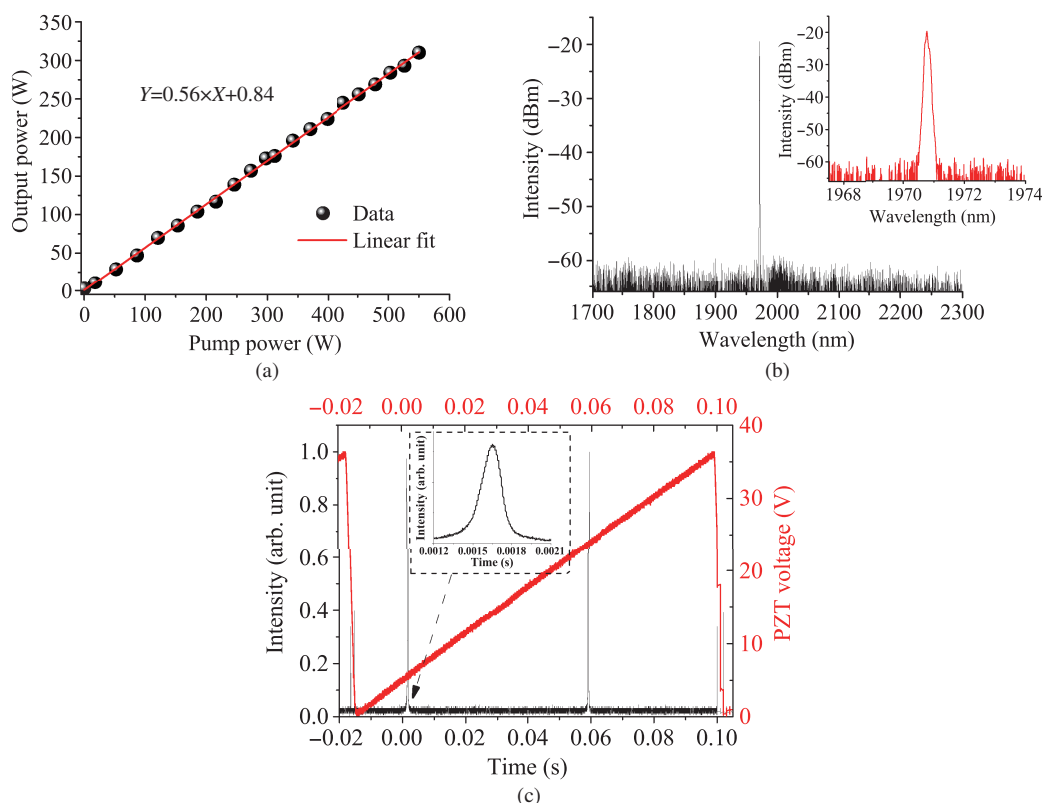 350
300
250
200
150
100
50
0
Output power (W)
Y=0.56×X+0.84
Data
Linear fit
0 100 200 300 400 500 600
Pump power (W)
(a)
−15
−20
−30
−40
−50
−60
Intensity (dBm)
1700 1800 1900 2000 2100 2200 2300
Wavelength (nm)
−20
−30
−40
−50
−60
Intensity (dBm)
1968 1970 1972 1974
Wavelength (nm)
(b)
−0.02 0.00 0.02 0.04 0.06 0.08 0.10
1.0
0.8
0.6
0.4
0.2
0.0
Intensity (arb. unit)
Intensity (arb. unit)
0.0012 0.0015 0.0018 0.0021
Time (s)
40
30
20
10
0
PZT voltage (V)
−0.02 0.00 0.02 0.04 0.06 0.08 0.10
Time (s)
(c)